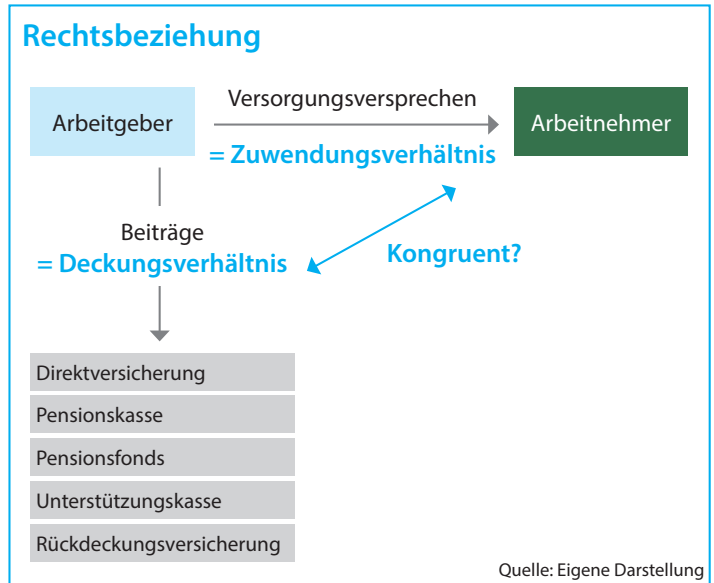 Rechtsbeziehung
Arbeitgeber
Versorgungsversprechen
Arbeitnehmer
= Zuwendungsverhältnis
Beiträge
= Deckungsverhältnis
Kongruent?
Direktversicherung
Pensionskasse
Pensionsfonds
Unterstützungskasse
Rückdeckungsversicherung
Quelle: Eigene Darstellung